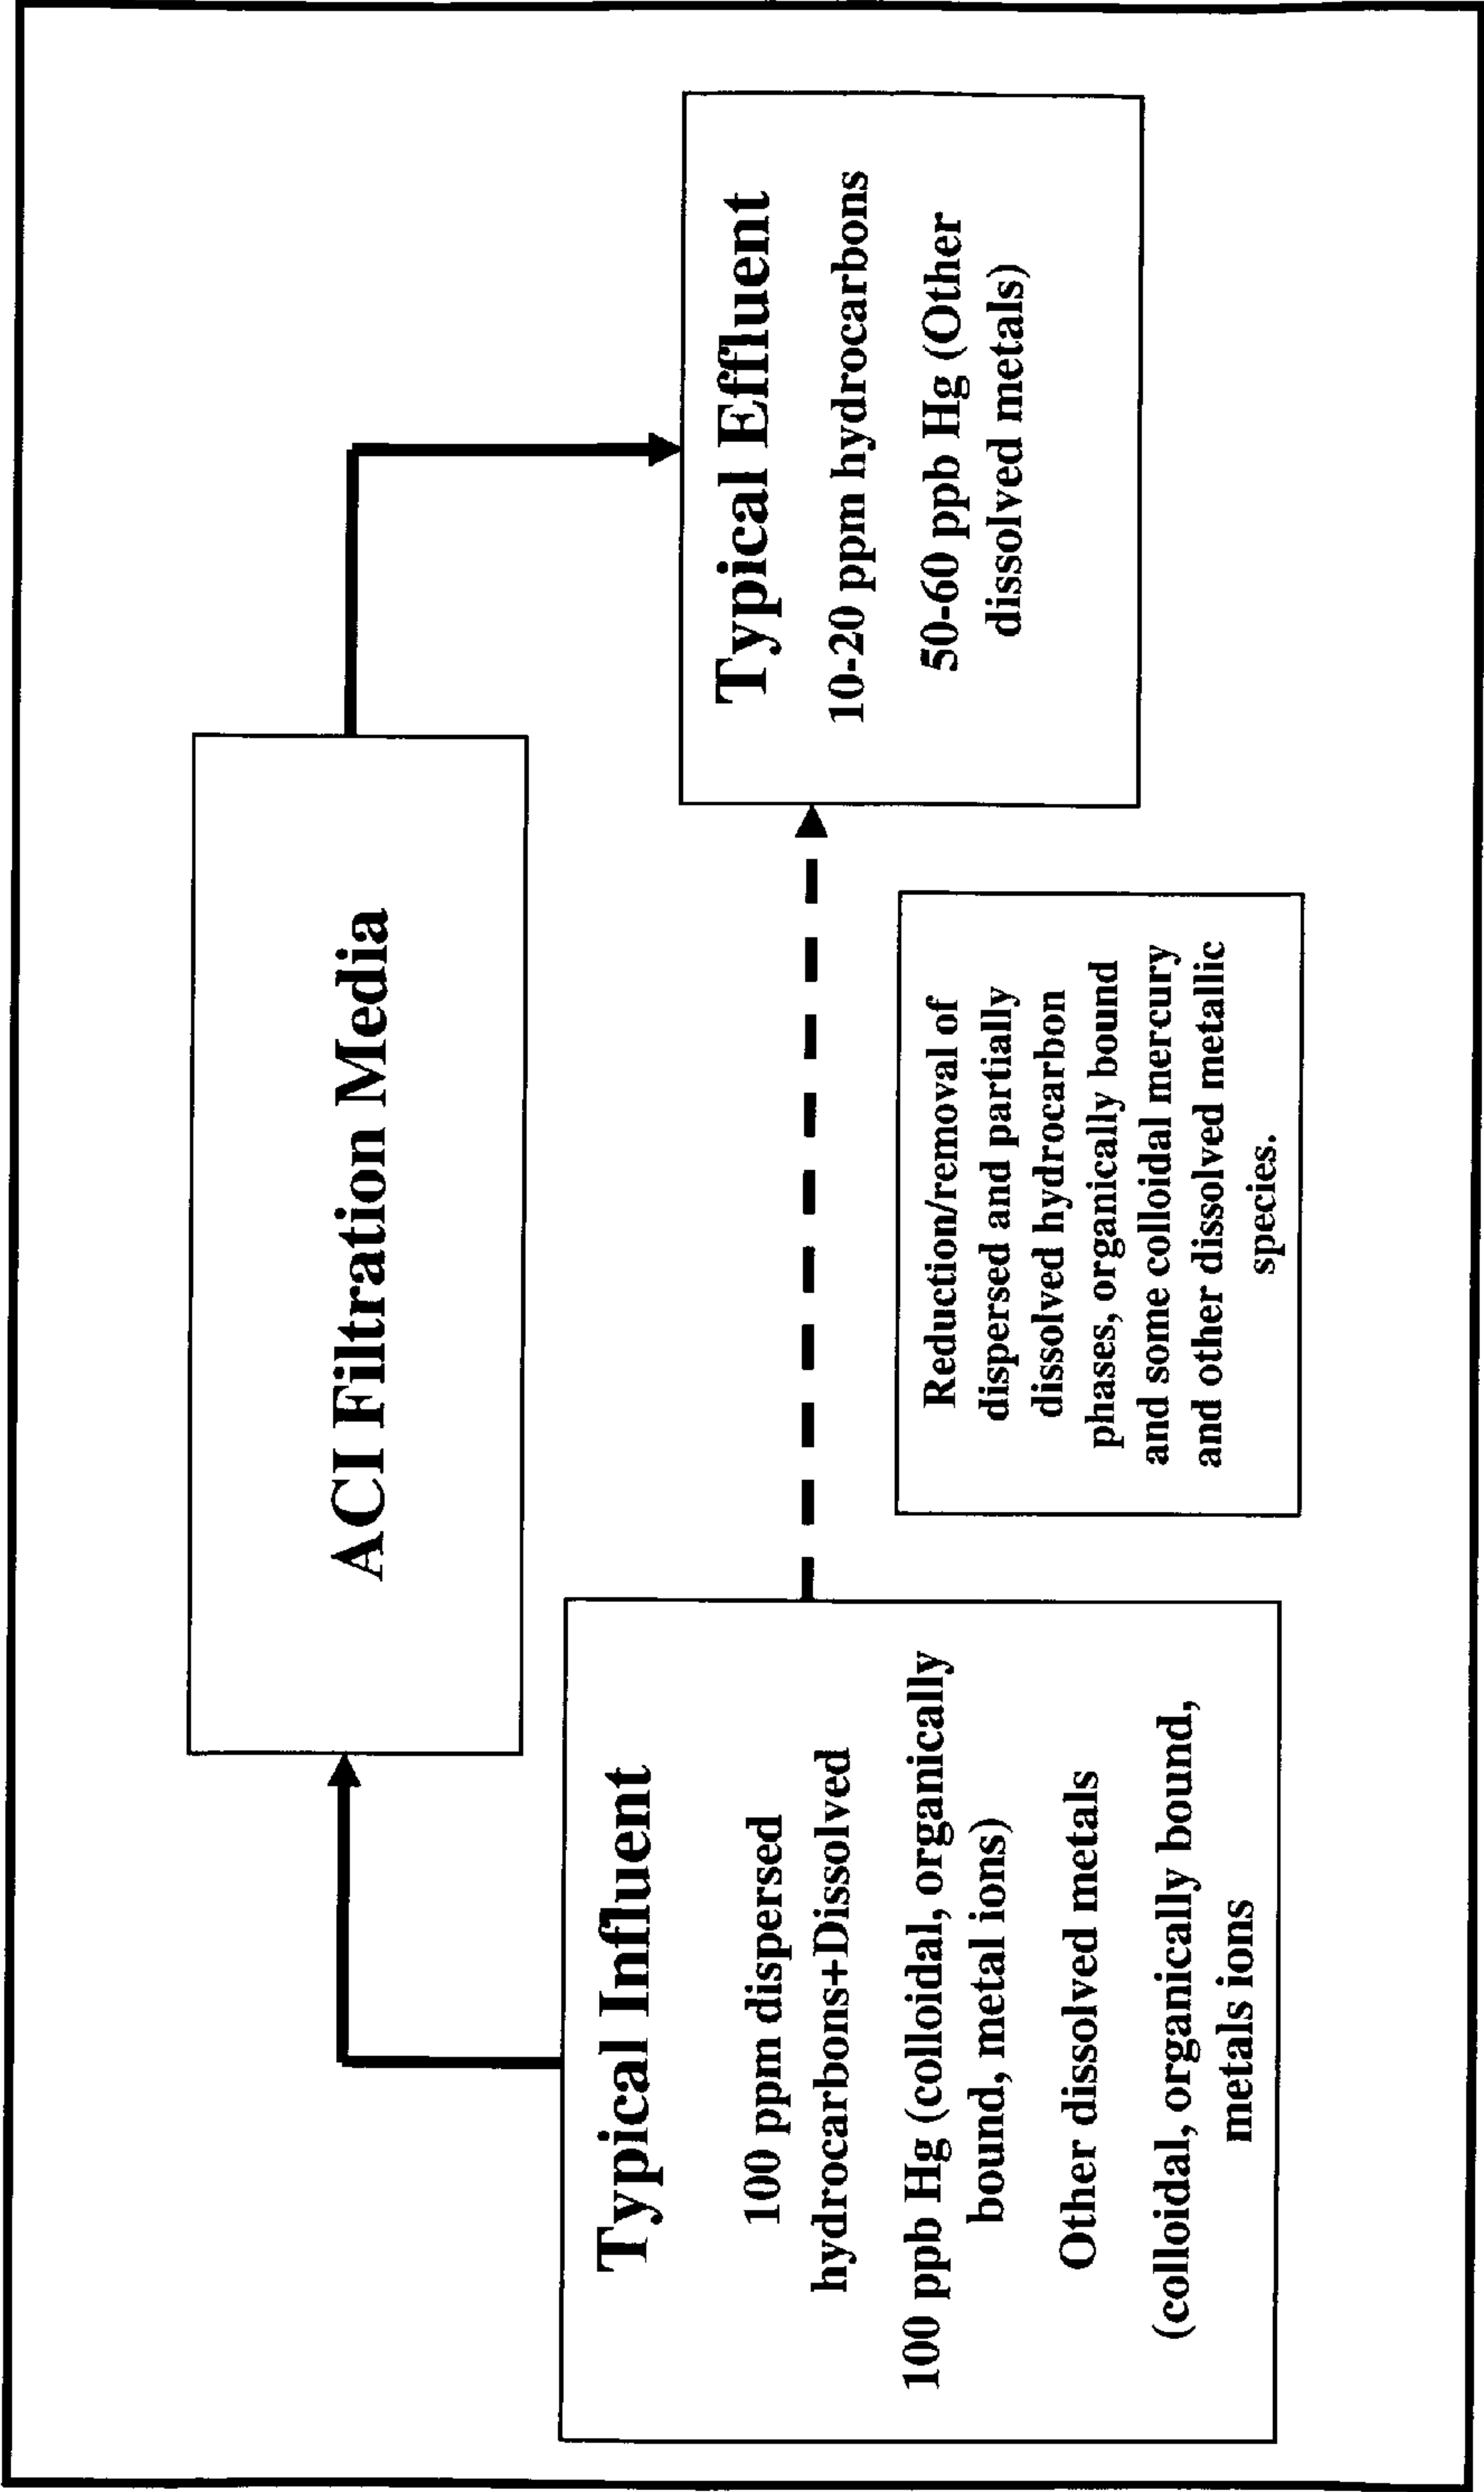 ACI Filtration Media
Typical Influent
100 ppm dispersed
hydrocarbons+Dissolved
100 ppb Hg (colloidal, organically
bound, metal ions)
Other dissolved metals
(colloidal, organically bound,
metals ions
Reduction/removal of
dispersed and partially
dissolved hydrocarbon
phases, organically bound
and some colloidal mercury
and other dissolved metallic
species.
Typical Effluent
10-20 ppm hydrocarbons
50-60 ppb Hg (Other
dissolved metals)